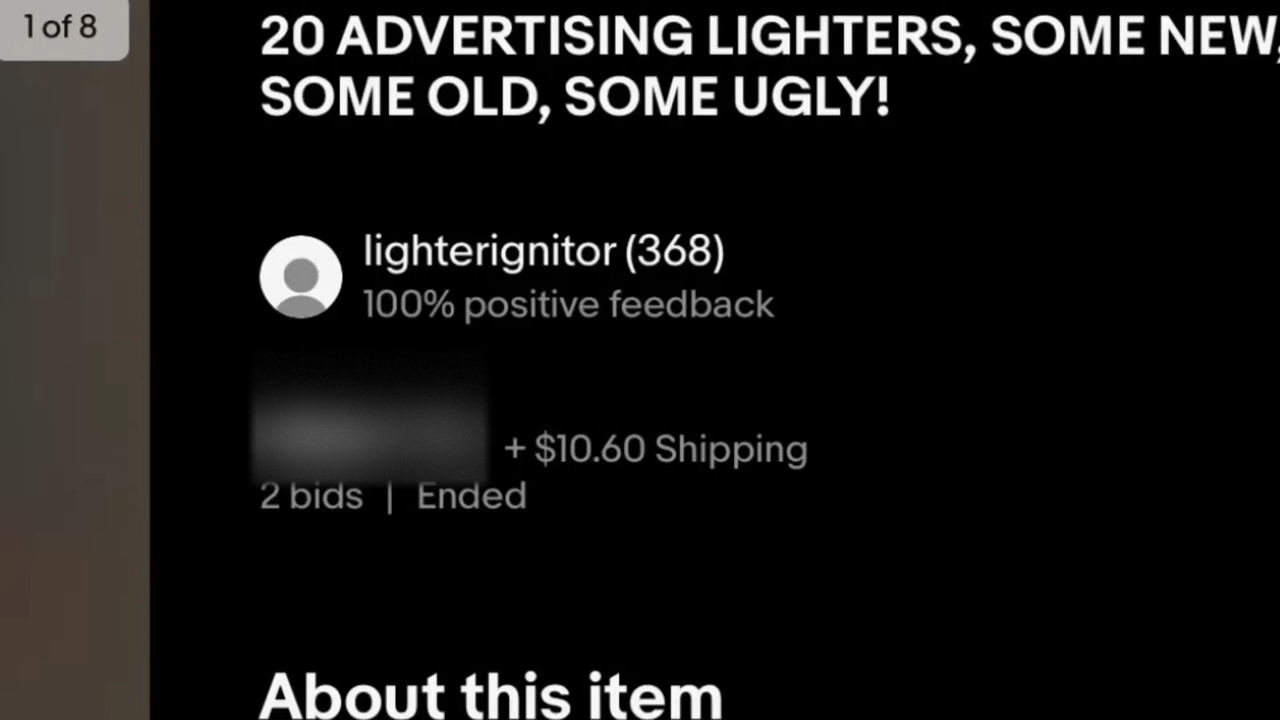 1 of 8
20 ADVERTISING LIGHTERS, SOME NEW,
SOME OLD, SOME UGLY!
lighterignitor (368)
100% positive feedback
+ $10.60 Shipping
2 bids | Ended
About this item